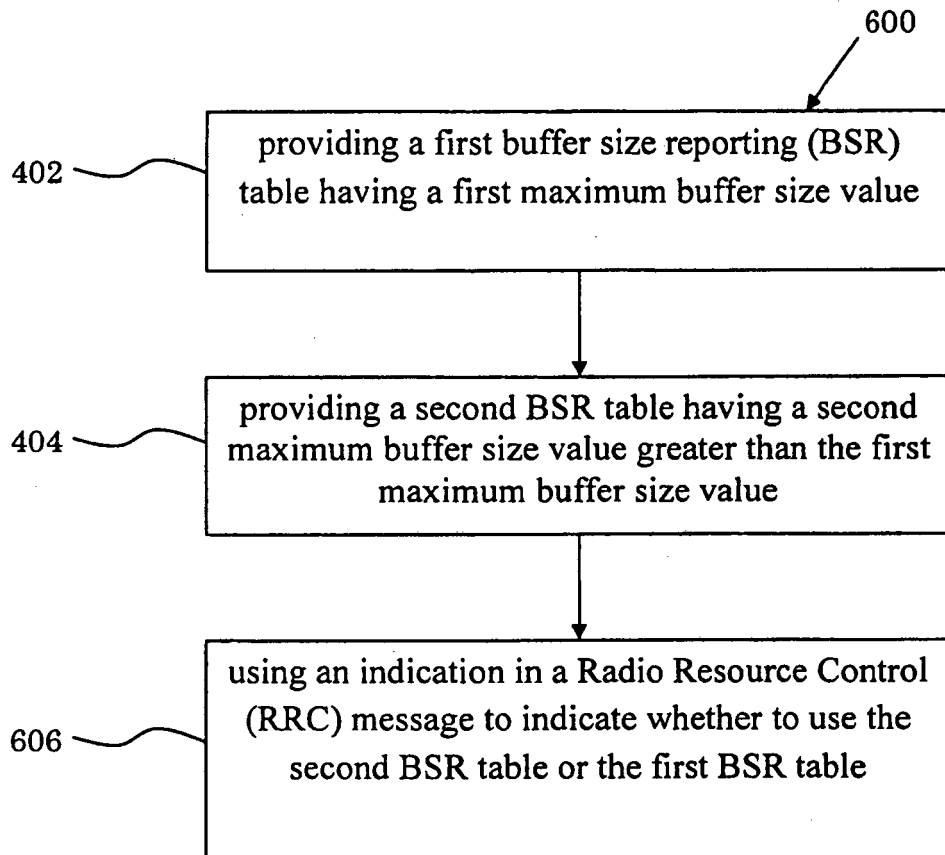 600
402
providing a first buffer size reporting (BSR)
table having a first maximum buffer size value
404
providing a second BSR table having a second
maximum buffer size value greater than the first
maximum buffer size value
606
using an indication in a Radio Resource Control
(RRC) message to indicate whether to use the
second BSR table or the first BSR table